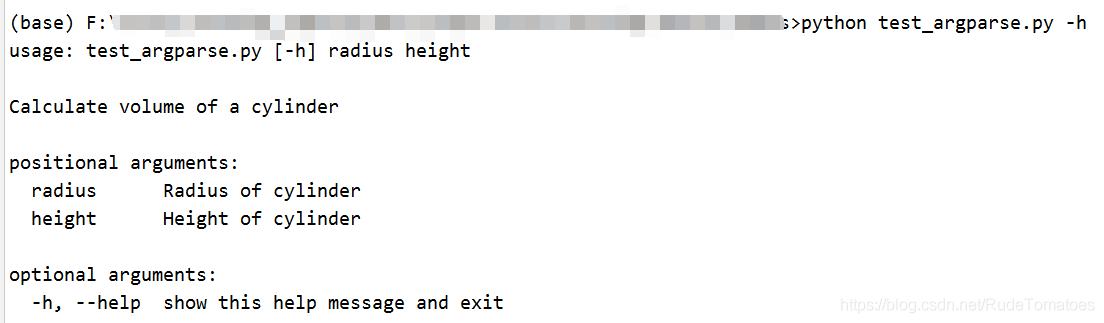 (base) F:\ s>python test_argparse.py -h
usage: test_argparse.py [-h] radius height
Calculate volume of a cylinder
positional arguments:
radius Radius of cylinder
height Height of cylinder
optional arguments:
-h, --help show this help message and exit
https://blog.csdn.net/RudeTomatoes